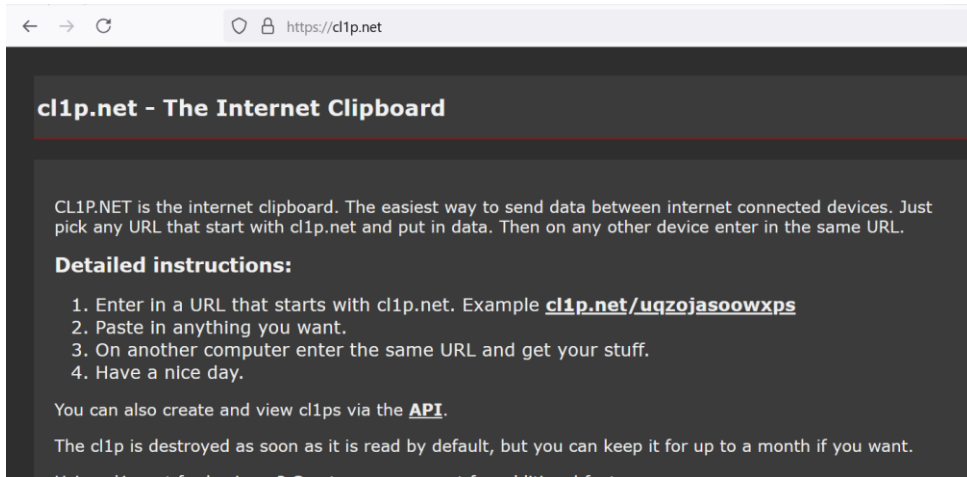 https://cl1p.net
cl1p.net - The Internet Clipboard
CL1P.NET is the internet clipboard. The easiest way to send data between internet connected devices. Just
pick any URL that start with cl1p.net and put in data. Then on any other device enter in the same URL.
Detailed instructions:
1. Enter in a URL that starts with cl1p.net. Example cl1p.net/uqzojasoowxps
2. Paste in anything you want.
3. On another computer enter the same URL and get your stuff.
4. Have a nice day.
You can also create and view cl1ps via the API.
The cl1p is destroyed as soon as it is read by default, but you can keep it for up to a month if you want.